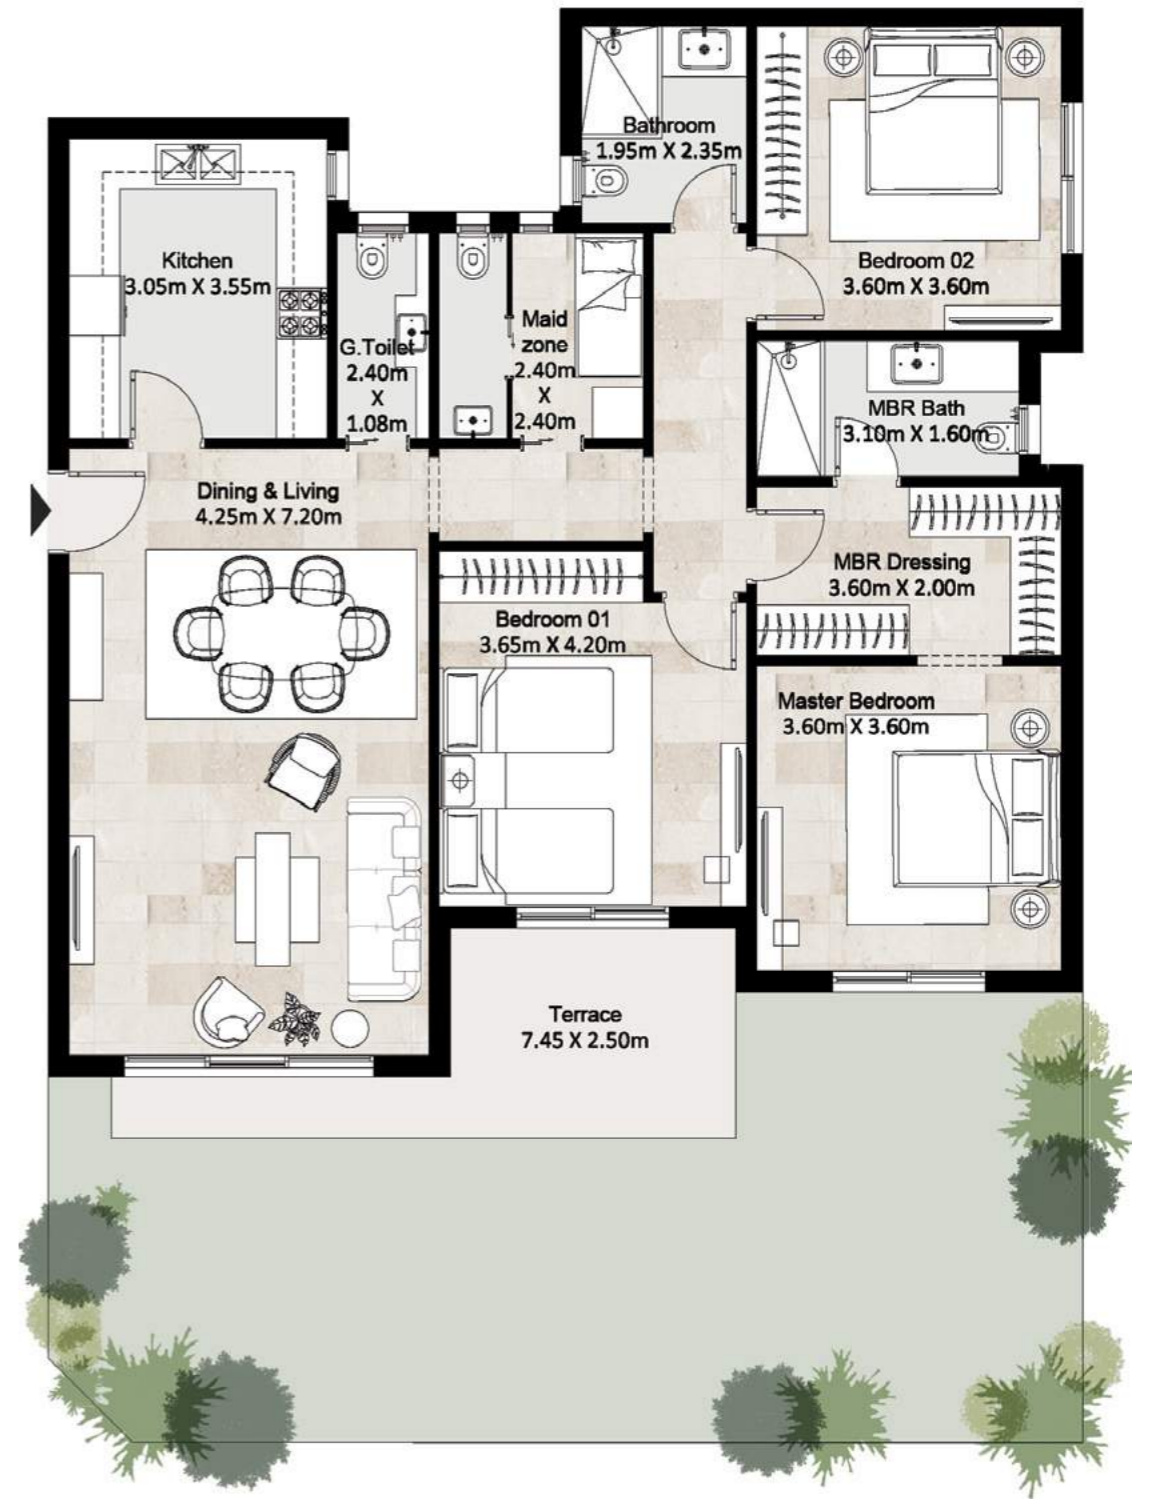 Bathroom
1.95m X 2.35m
Kitchen
3.05m X 3.55m
Bedroom 02
3.60m X 3.60m
G.Toilet
2.40m
X
1.08m
Maid
zone
2.40m
X
2.40m
MBR Bath
3.10m X 1.60m
Dining & Living
4.25m X 7.20m
MBR Dressing
3.60m X 2.00m
Bedroom 01
3.65m X 4.20m
Master Bedroom
3.60m X 3.60m
Terrace
7.45 X 2.50m